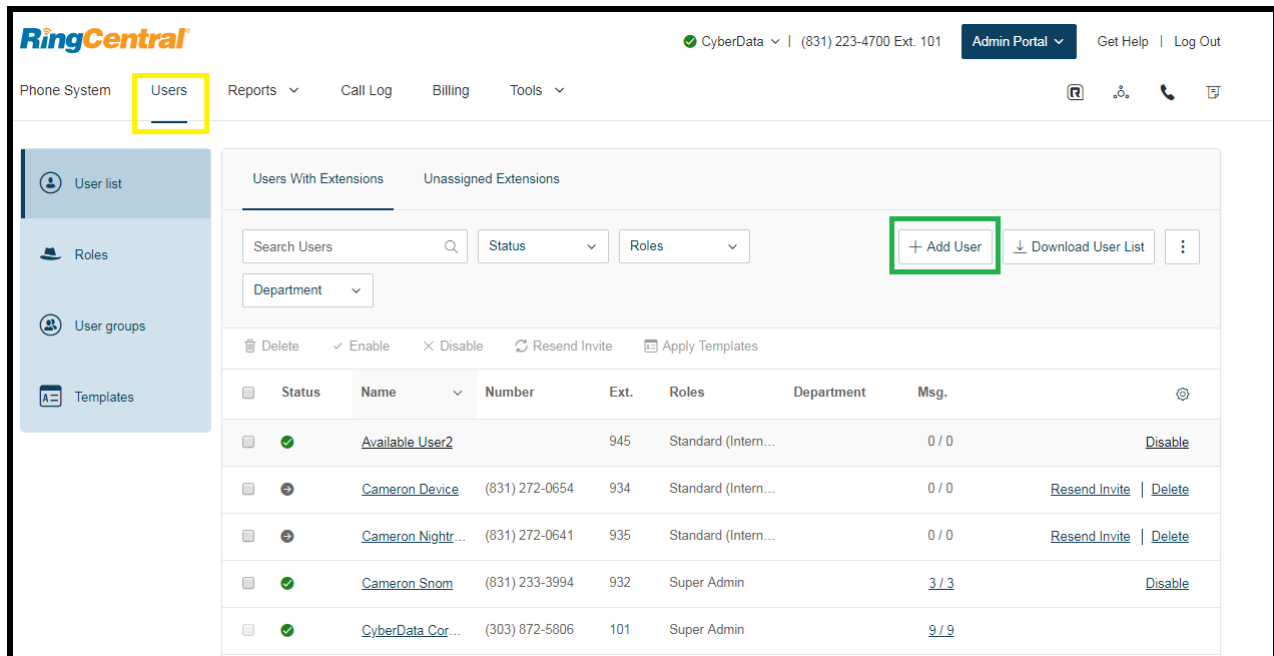 RingCentral
CyberData | (831) 223-4700 Ext. 101 Admin Portal Get Help | Log Out
Phone System Users Reports Call Log Billing Tools
User list
Roles
User groups
Templates
Users With Extensions Unassigned Extensions
Search Users Status Roles + Add User Download User List
Department
Delete Enable Disable Resend Invite Apply Templates
Status Name Number Ext. Roles Department Msg.
Available User2 945 Standard (Intern... 0 / 0 Disable
Cameron Device (831) 272-0654 934 Standard (Intern... 0 / 0 Resend Invite | Delete
Cameron Nightr... (831) 272-0641 935 Standard (Intern... 0 / 0 Resend Invite | Delete
Cameron Snom (831) 233-3994 932 Super Admin 3 / 3 Disable
CyberData Cor... (303) 872-5806 101 Super Admin 9 / 9